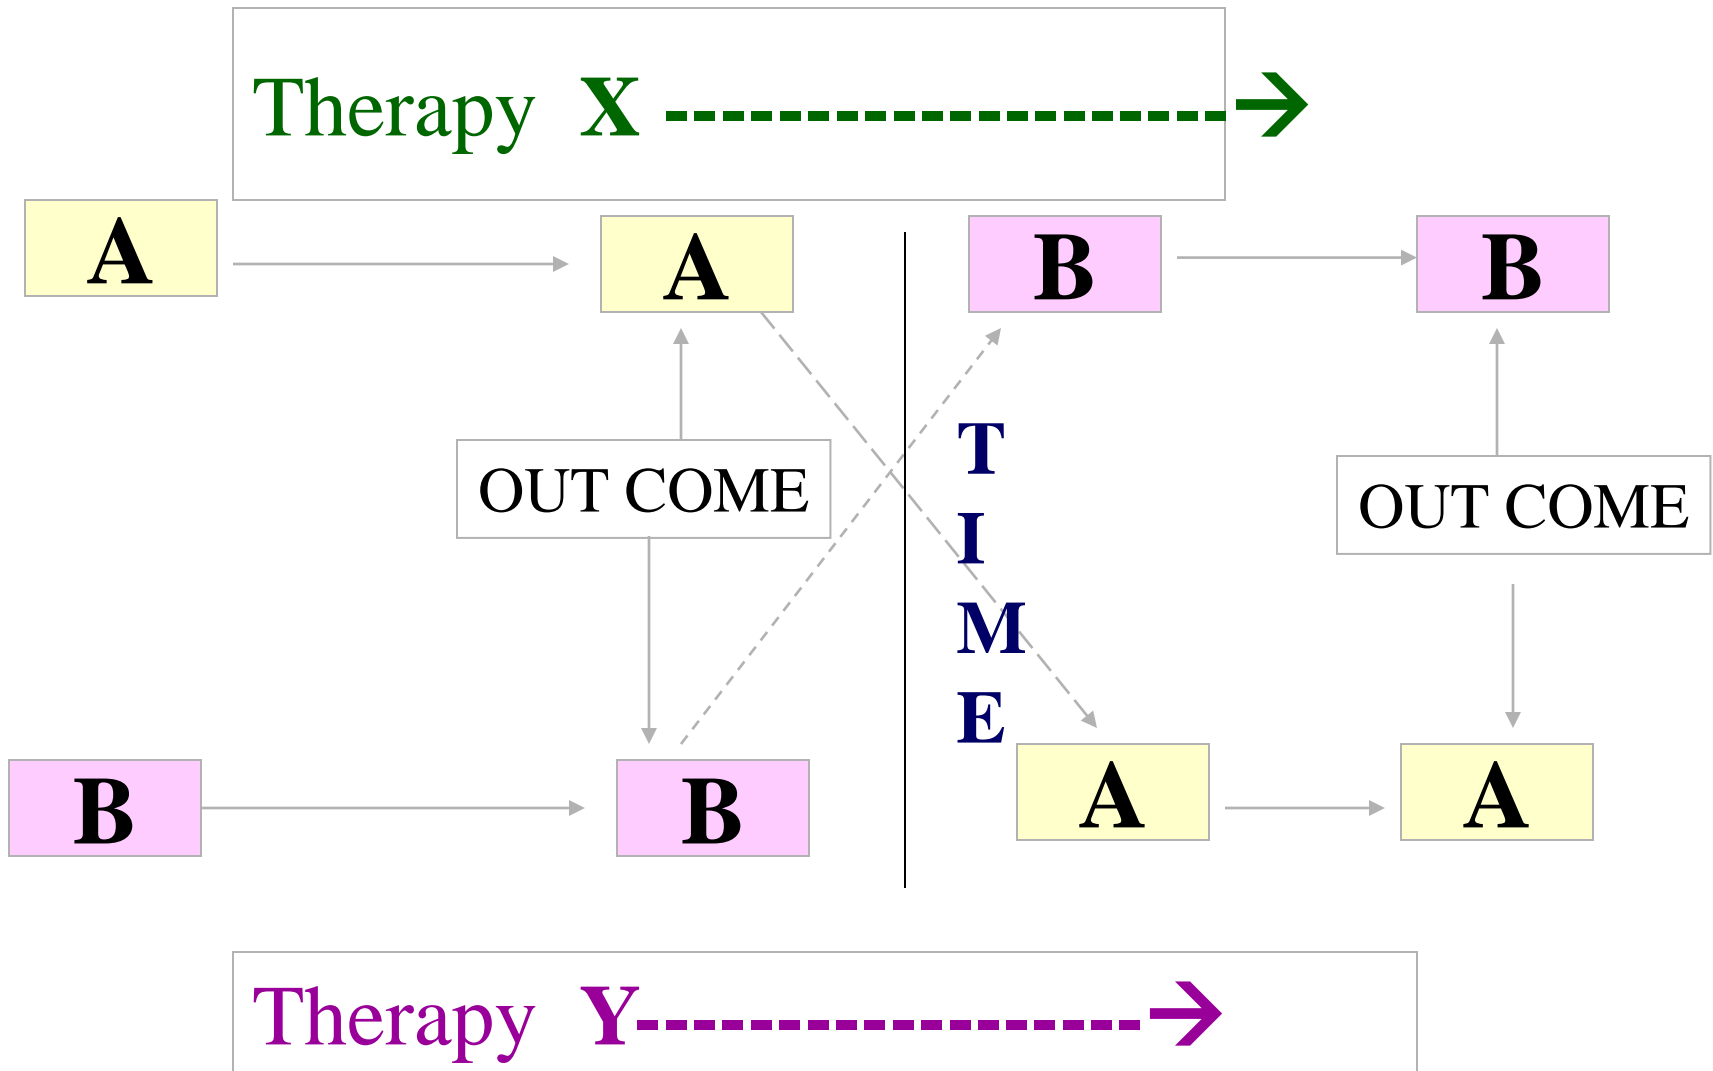 Therapy X ---------------------→
A A B B
OUT COME
T
I
M
E
OUT COME
B B A A
Therapy Y------------------→